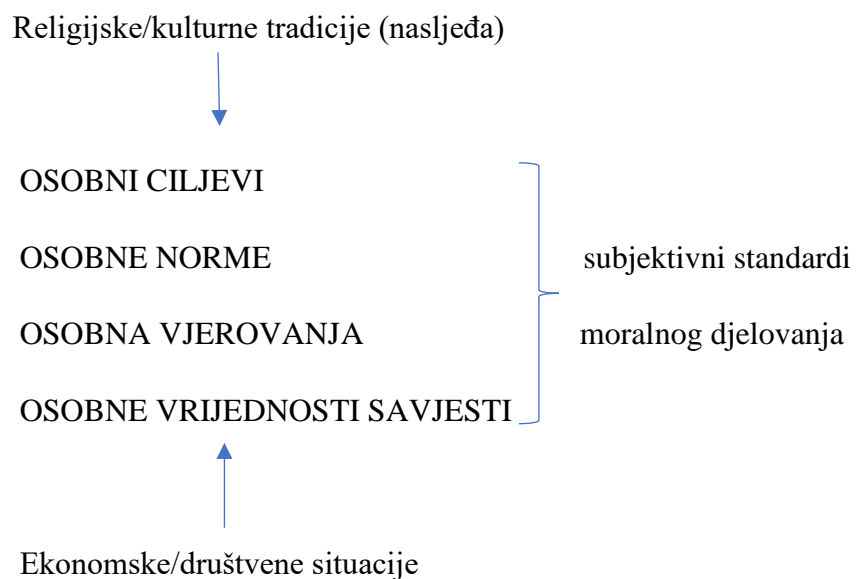 Religijske/kulturne tradicije (nasljeđa)
OSOBNI CILJEVI
OSOBNE NORME
subjektivni standardi
OSOBNA VJEROVANJA
moralnog djelovanja
OSOBNE VRIJEDNOSTI SAVJESTI
Ekonomske/društvene situacije